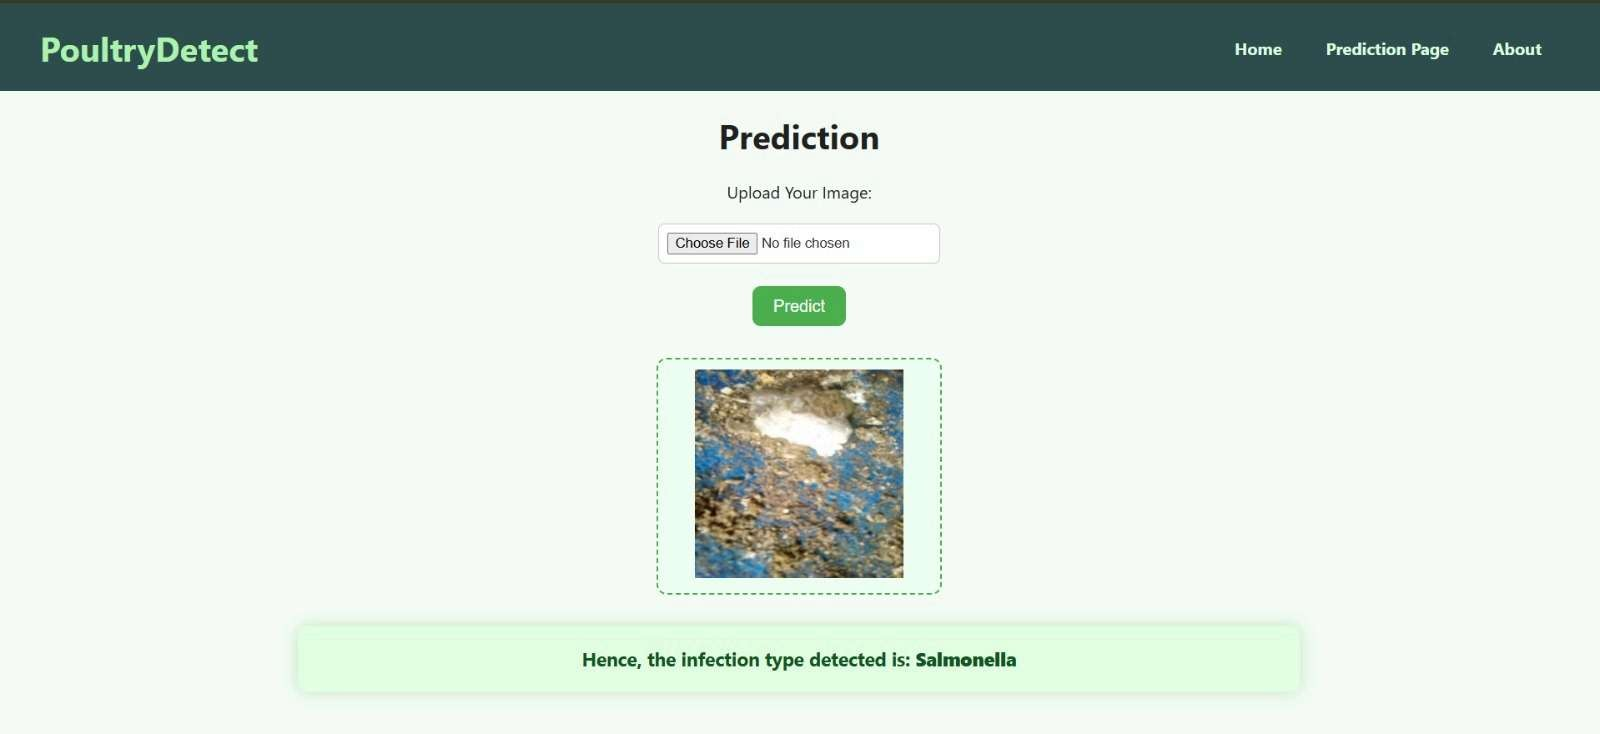 PoultryDetect
Home
Prediction Page
About
Prediction
Upload Your Image:
Choose File No file chosen
Predict
Hence, the infection type detected is: Salmonella